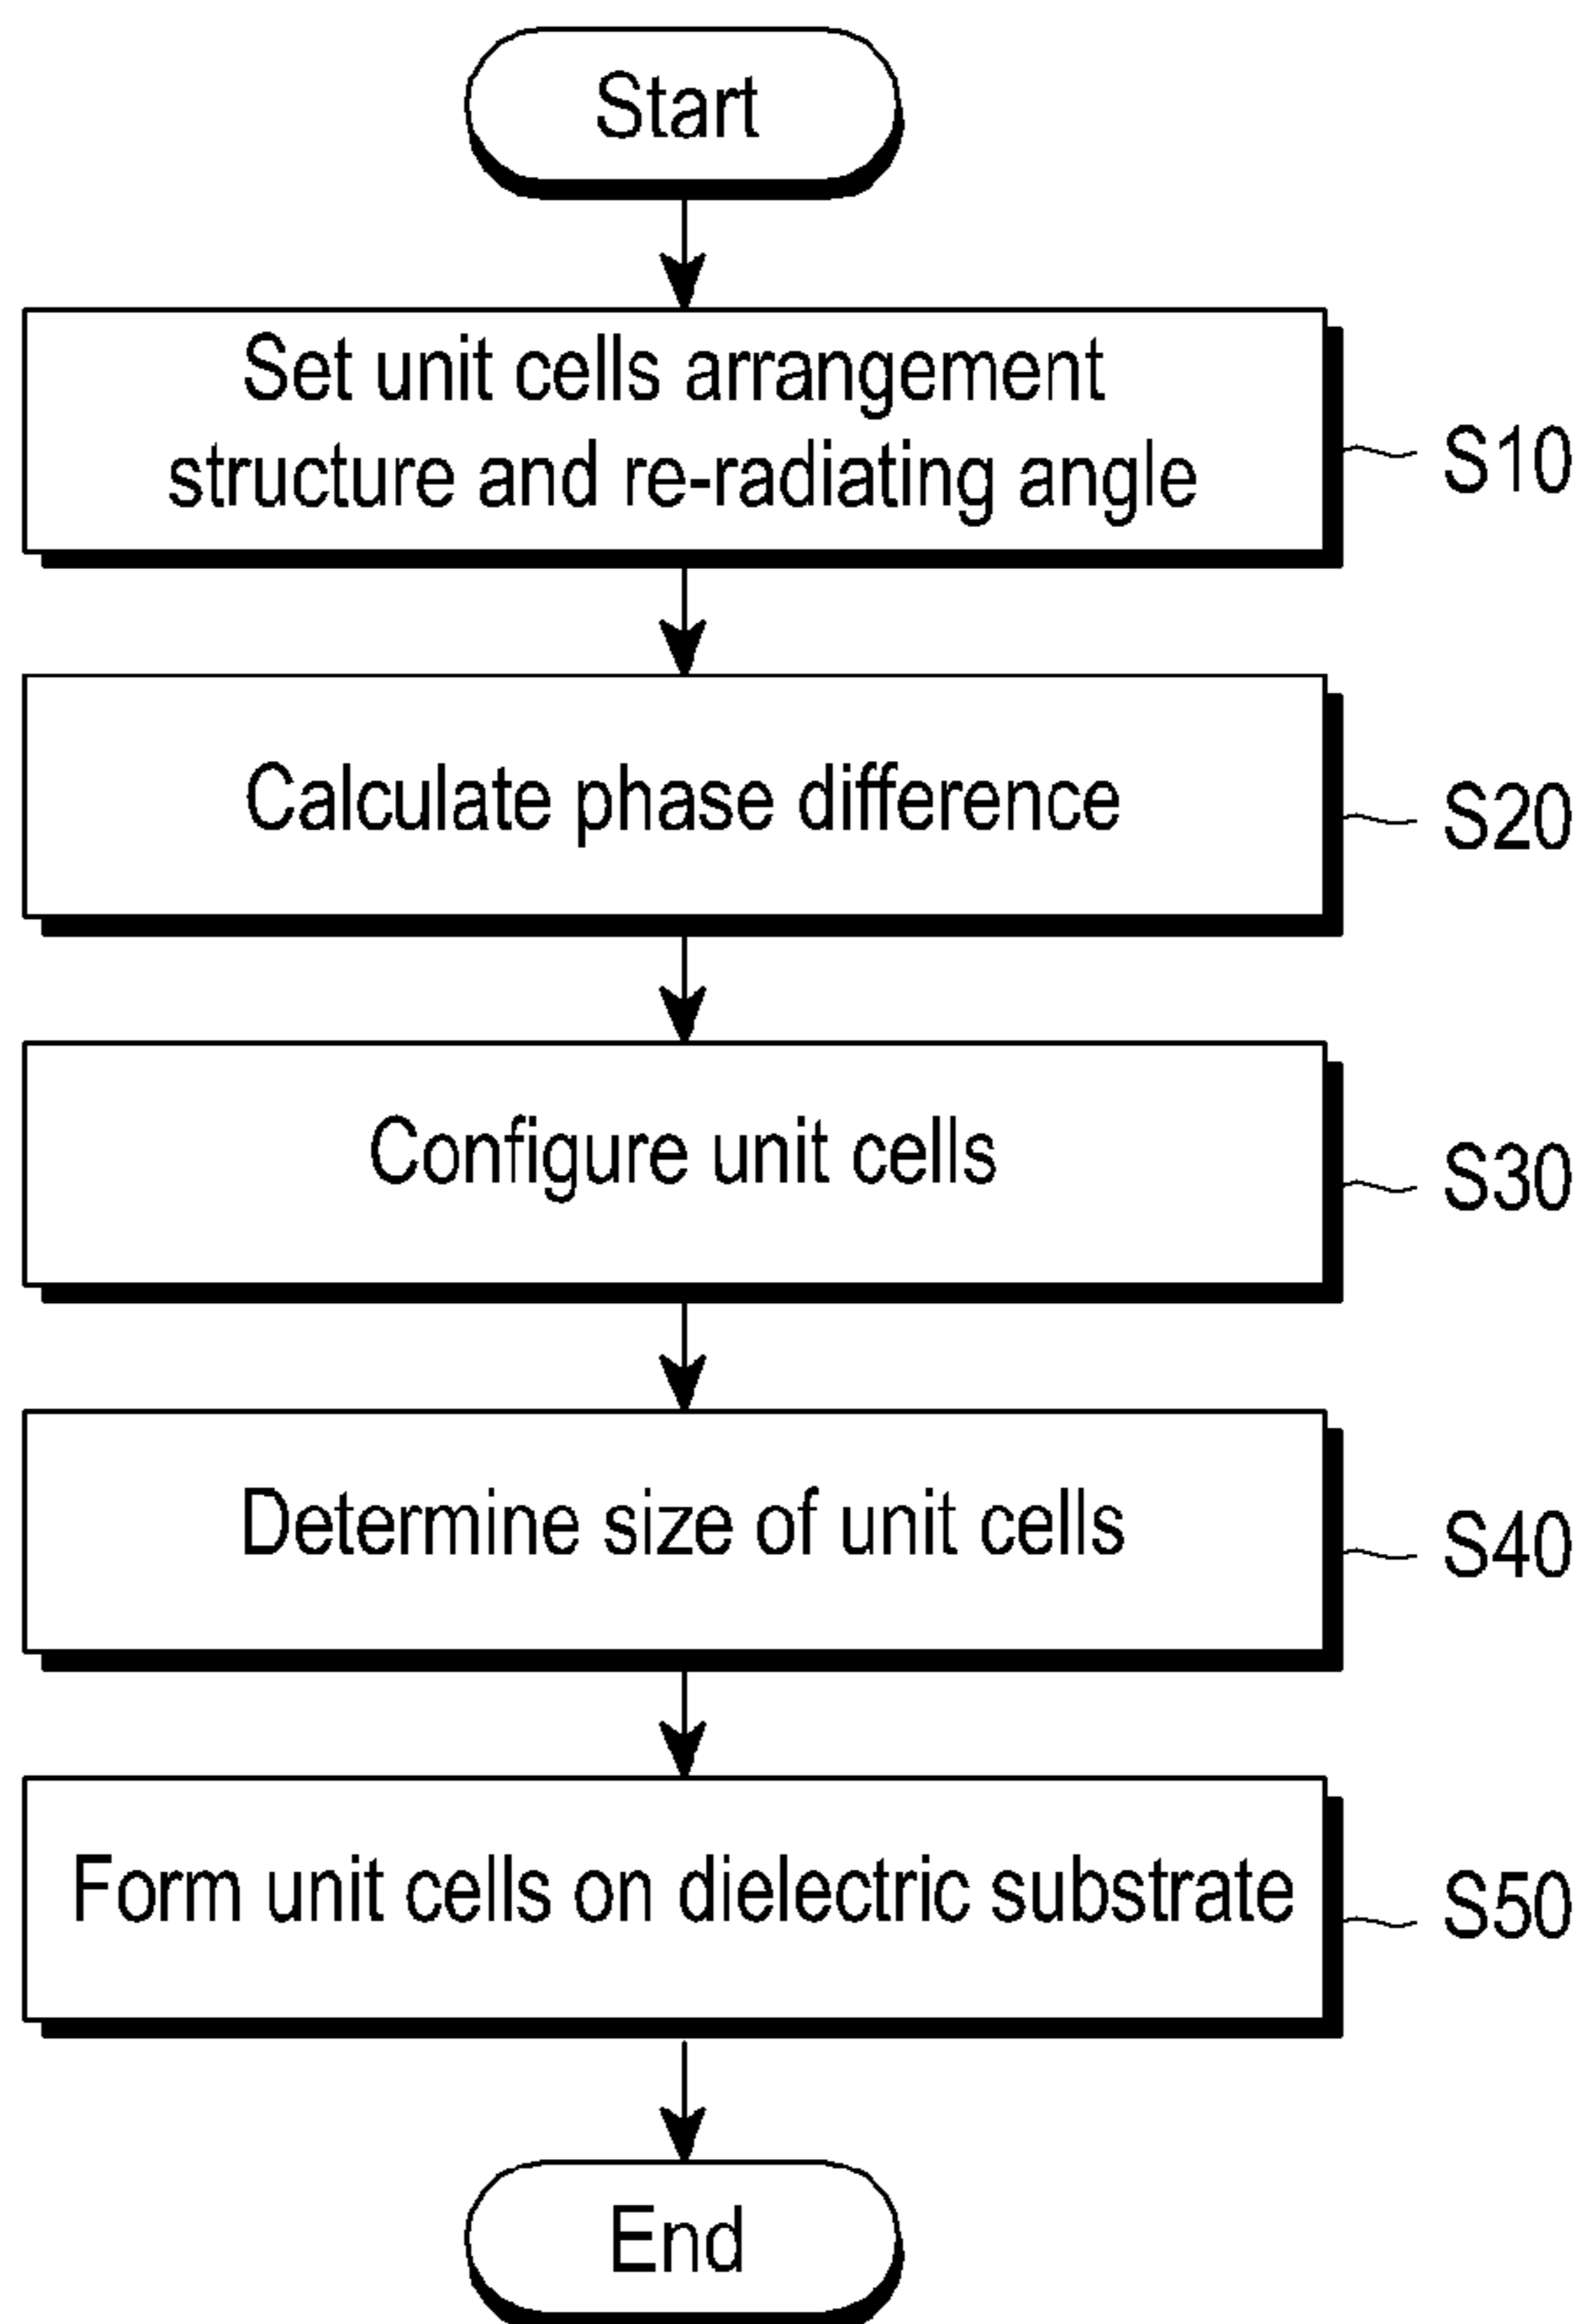 Start
Set unit cells arrangement
structure and re-radiating angle
S10
Calculate phase difference
S20
Configure unit cells
S30
Determine size of unit cells
S40
Form unit cells on dielectric substrate
S50
End